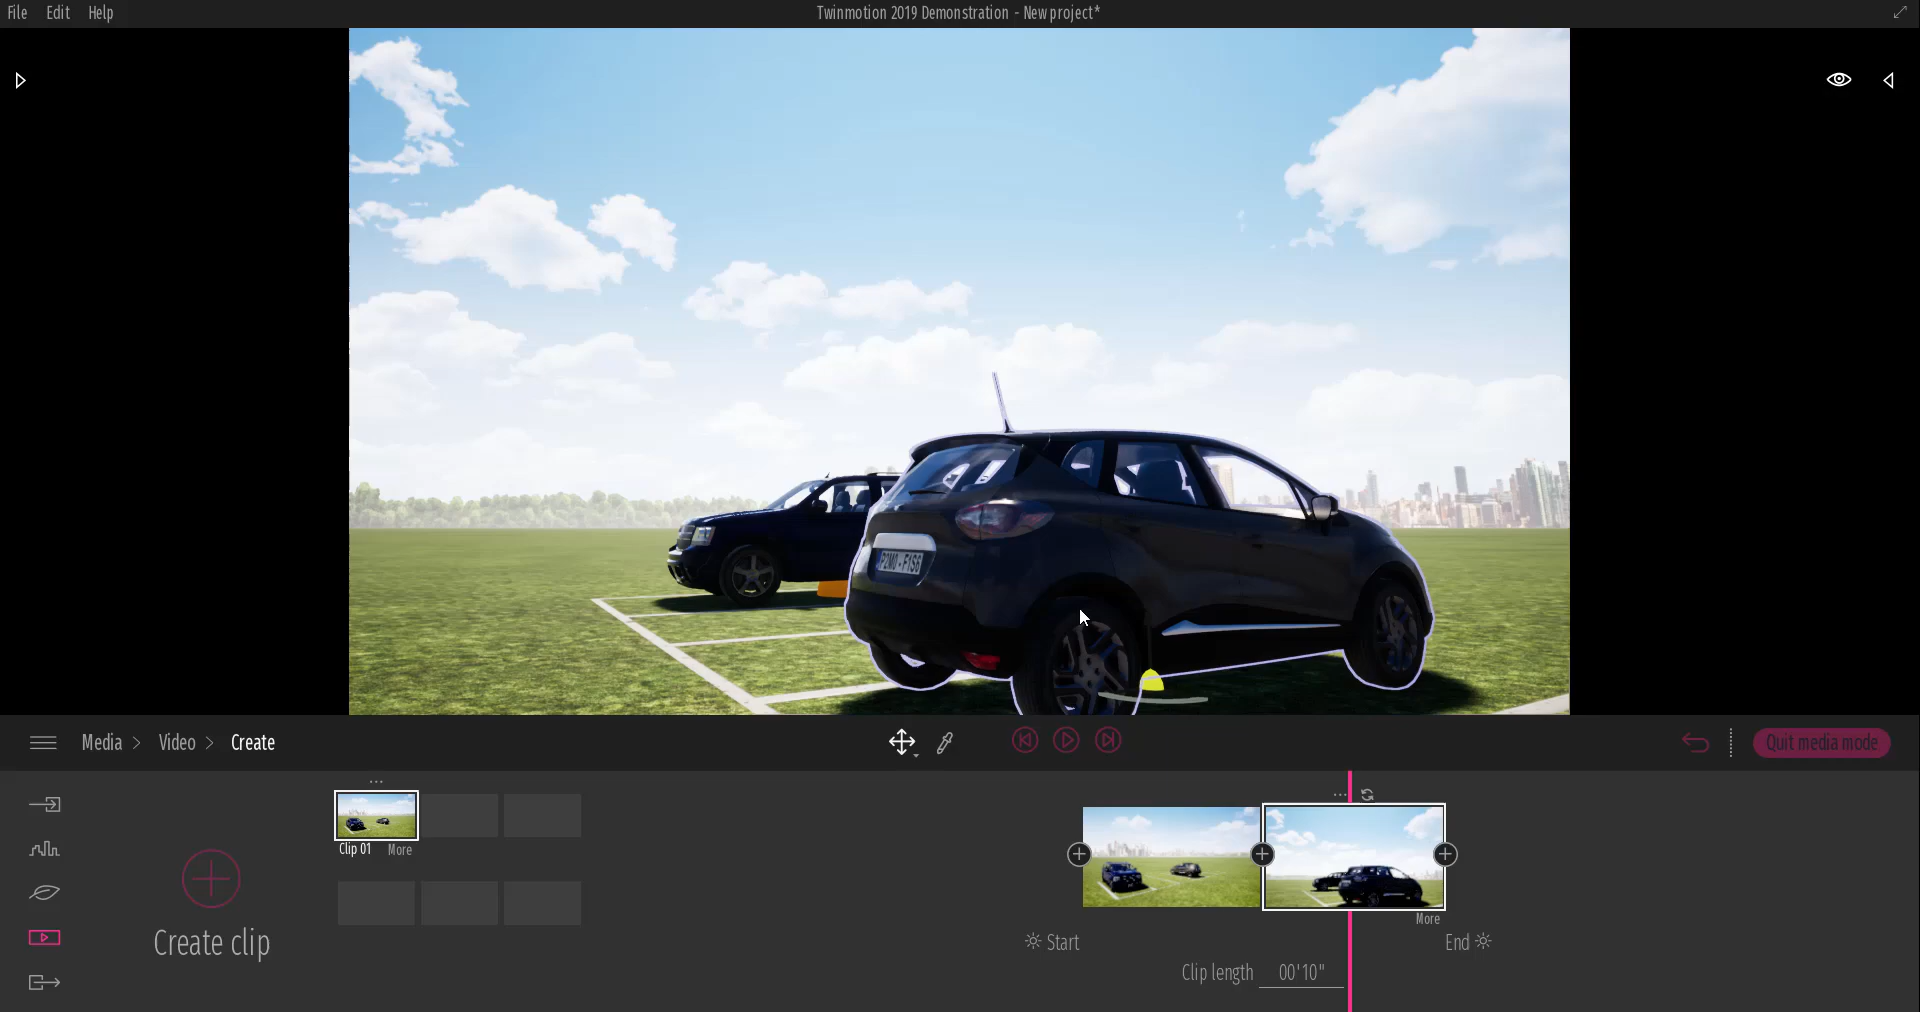 File Edit Help
Twinmotion 2019 Demonstration - New project*
Media > Video > Create
Quit media mode
Clip 01 More
Create clip
More
Start
End
Clip length 00'10"